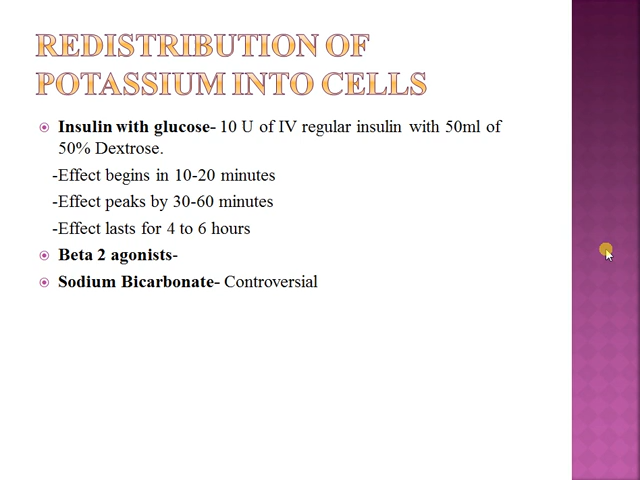 REDISTRIBUTION OF
POTASSIUM INTO CELLS
Insulin with glucose- 10 U of IV regular insulin with 50ml of
50% Dextrose.
-Effect begins in 10-20 minutes
-Effect peaks by 30-60 minutes
-Effect lasts for 4 to 6 hours
Beta 2 agonists-
Sodium Bicarbonate- Controversial